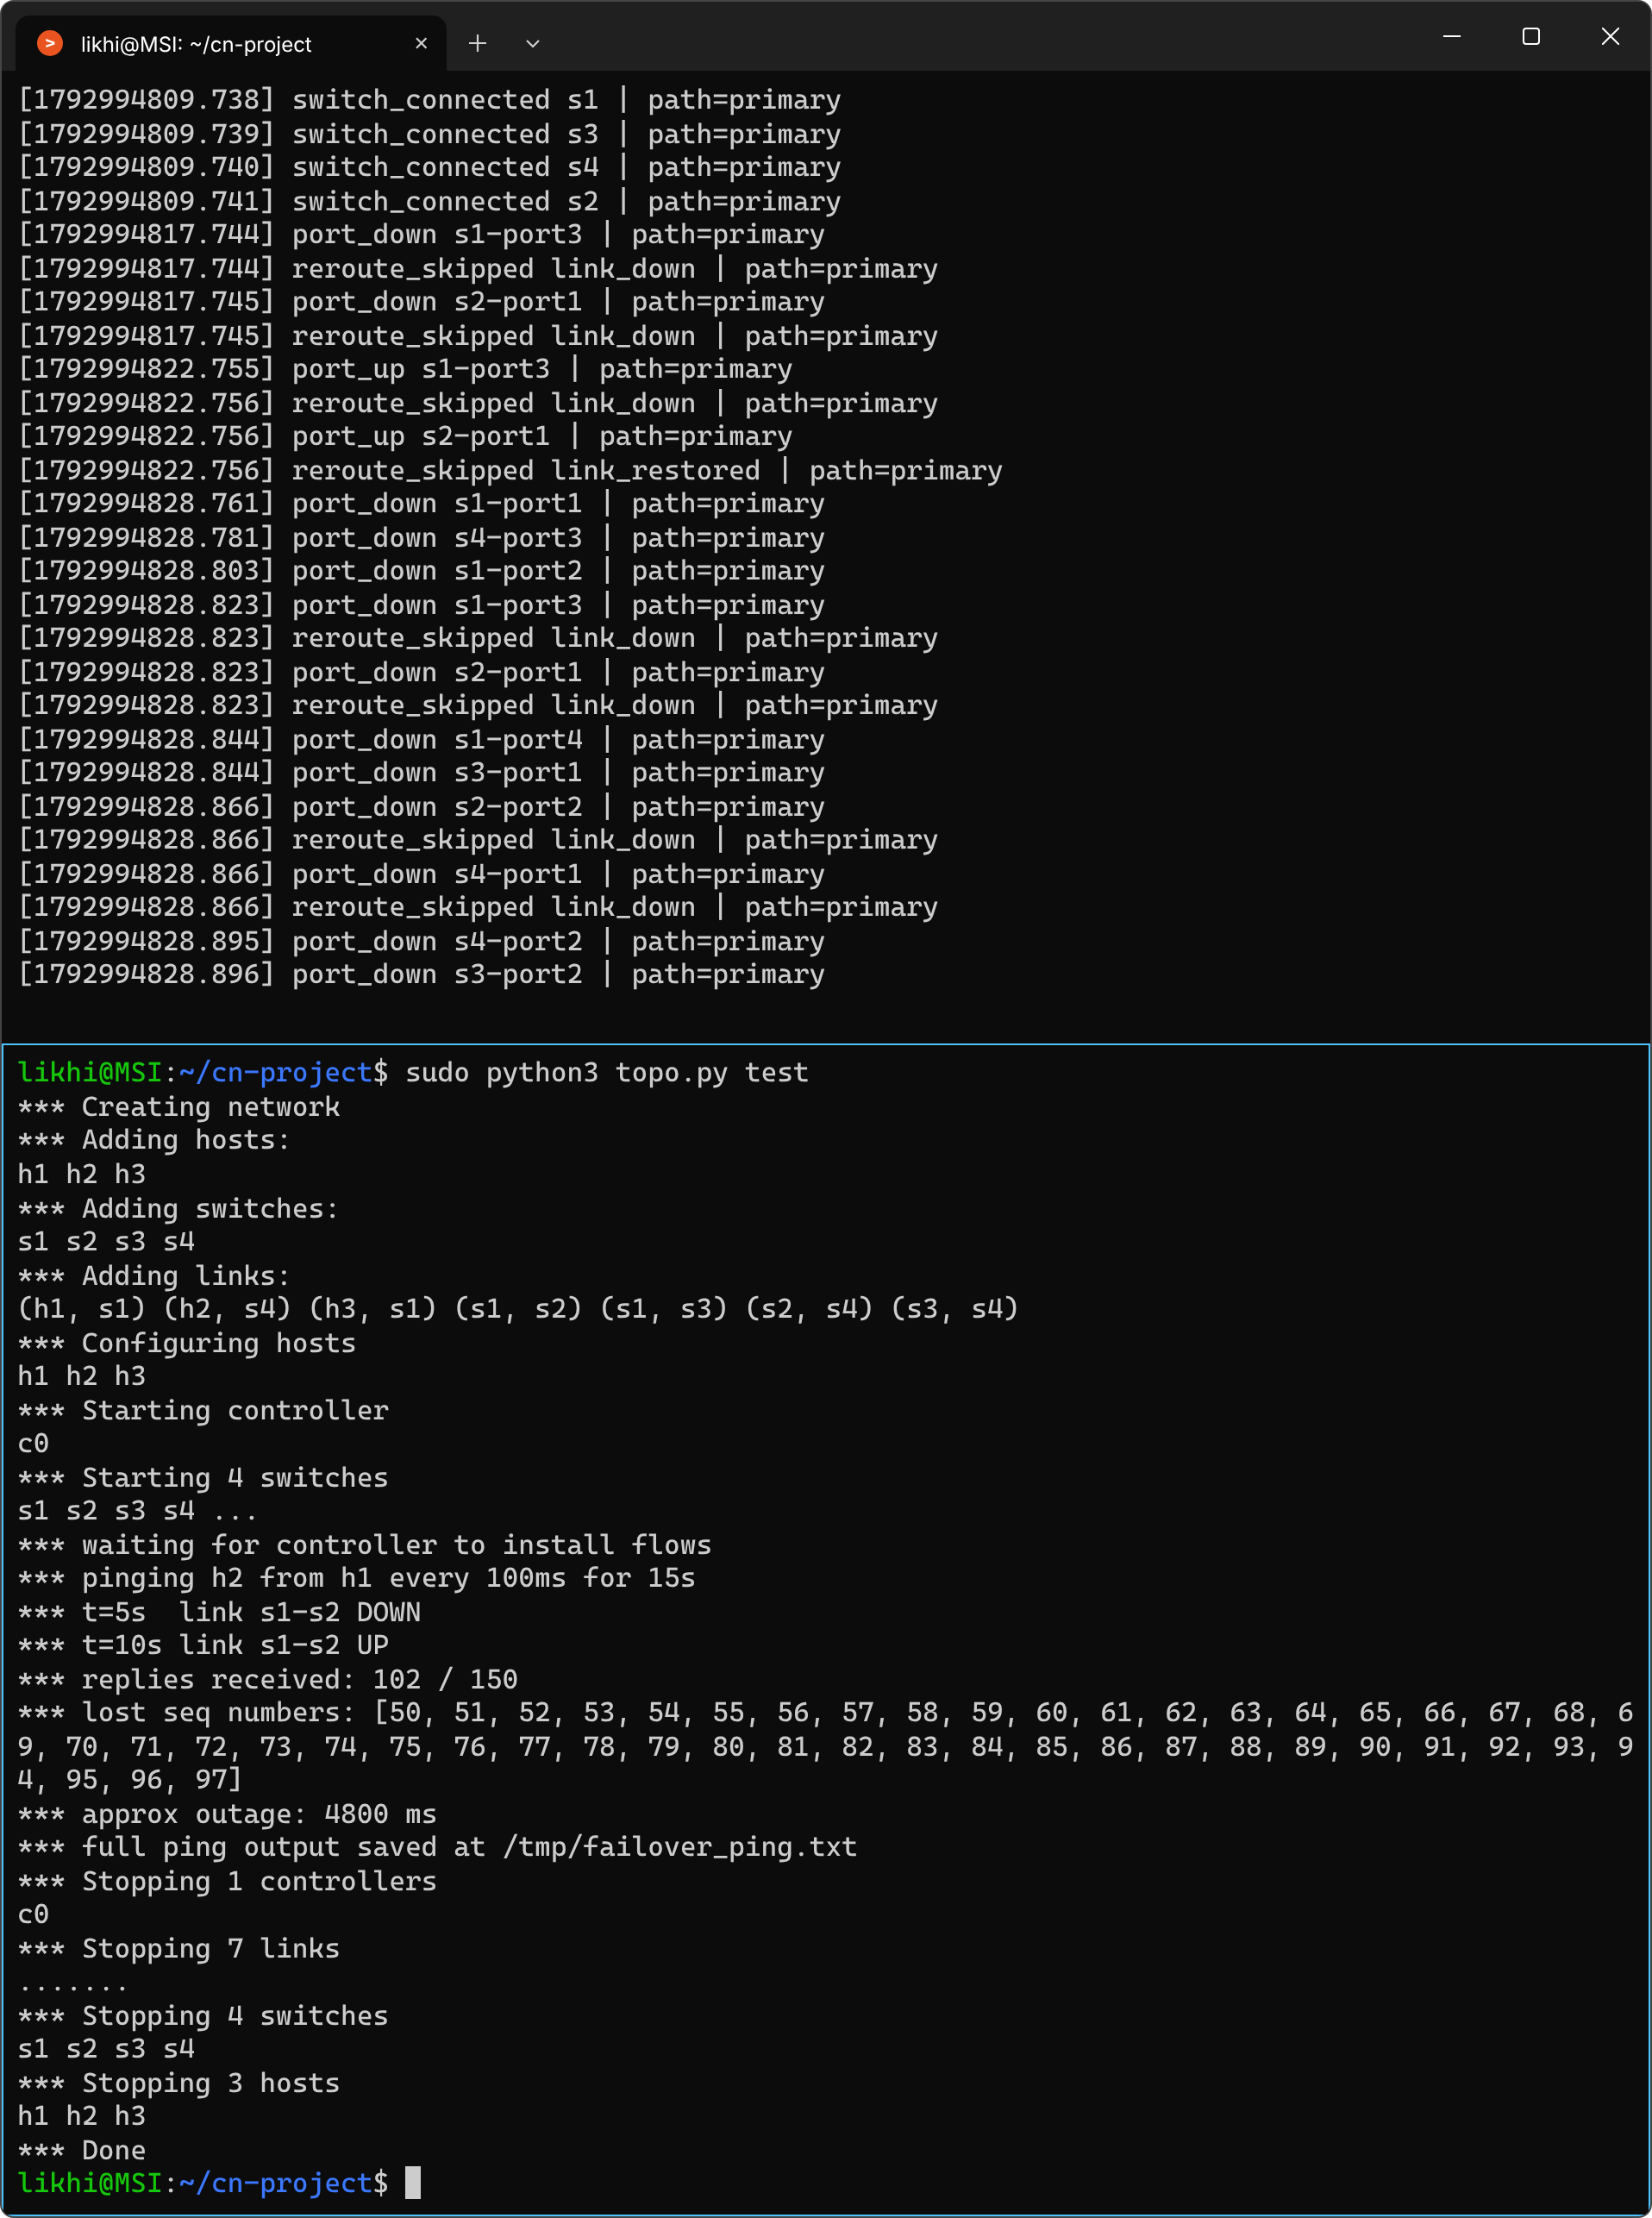 likhi@MSI: ~/cn-project
[1792994809.738] switch_connected s1 | path=primary
[1792994809.739] switch_connected s3 | path=primary
[1792994809.740] switch_connected s4 | path=primary
[1792994809.741] switch_connected s2 | path=primary
[1792994817.744] port_down s1-port3 | path=primary
[1792994817.744] reroute_skipped link_down | path=primary
[1792994817.745] port_down s2-port1 | path=primary
[1792994817.745] reroute_skipped link_down | path=primary
[1792994822.755] port_up s1-port3 | path=primary
[1792994822.756] reroute_skipped link_down | path=primary
[1792994822.756] port_up s2-port1 | path=primary
[1792994822.756] reroute_skipped link_restored | path=primary
[1792994828.761] port_down s1-port1 | path=primary
[1792994828.781] port_down s4-port3 | path=primary
[1792994828.803] port_down s1-port2 | path=primary
[1792994828.823] port_down s1-port3 | path=primary
[1792994828.823] reroute_skipped link_down | path=primary
[1792994828.823] port_down s2-port1 | path=primary
[1792994828.823] reroute_skipped link_down | path=primary
[1792994828.844] port_down s1-port4 | path=primary
[1792994828.844] port_down s3-port1 | path=primary
[1792994828.866] port_down s2-port2 | path=primary
[1792994828.866] reroute_skipped link_down | path=primary
[1792994828.866] port_down s4-port1 | path=primary
[1792994828.866] reroute_skipped link_down | path=primary
[1792994828.895] port_down s4-port2 | path=primary
[1792994828.896] port_down s3-port2 | path=primary
likhi@MSI:~/cn-project$ sudo python3 topo.py test
*** Creating network
*** Adding hosts:
h1 h2 h3
*** Adding switches:
s1 s2 s3 s4
*** Adding links:
(h1, s1) (h2, s4) (h3, s1) (s1, s2) (s1, s3) (s2, s4) (s3, s4)
*** Configuring hosts
h1 h2 h3
*** Starting controller
c0
*** Starting 4 switches
s1 s2 s3 s4 ...
*** waiting for controller to install flows
*** pinging h2 from h1 every 100ms for 15s
*** t=5s  link s1-s2 DOWN
*** t=10s link s1-s2 UP
*** replies received: 102 / 150
*** lost seq numbers: [50, 51, 52, 53, 54, 55, 56, 57, 58, 59, 60, 61, 62, 63, 64, 65, 66, 67, 68, 6
9, 70, 71, 72, 73, 74, 75, 76, 77, 78, 79, 80, 81, 82, 83, 84, 85, 86, 87, 88, 89, 90, 91, 92, 93, 9
4, 95, 96, 97]
*** approx outage: 4800 ms
*** full ping output saved at /tmp/failover_ping.txt
*** Stopping 1 controllers
c0
*** Stopping 7 links
.......
*** Stopping 4 switches
s1 s2 s3 s4
*** Stopping 3 hosts
h1 h2 h3
*** Done
likhi@MSI:~/cn-project$